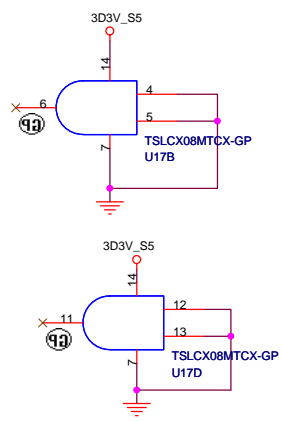 3D3V_S5
14
4
6
5
GP
7
TSLCX08MTCX-GP
U17B
3D3V_S5
14
12
11
13
GP
7
TSLCX08MTCX-GP
U17D